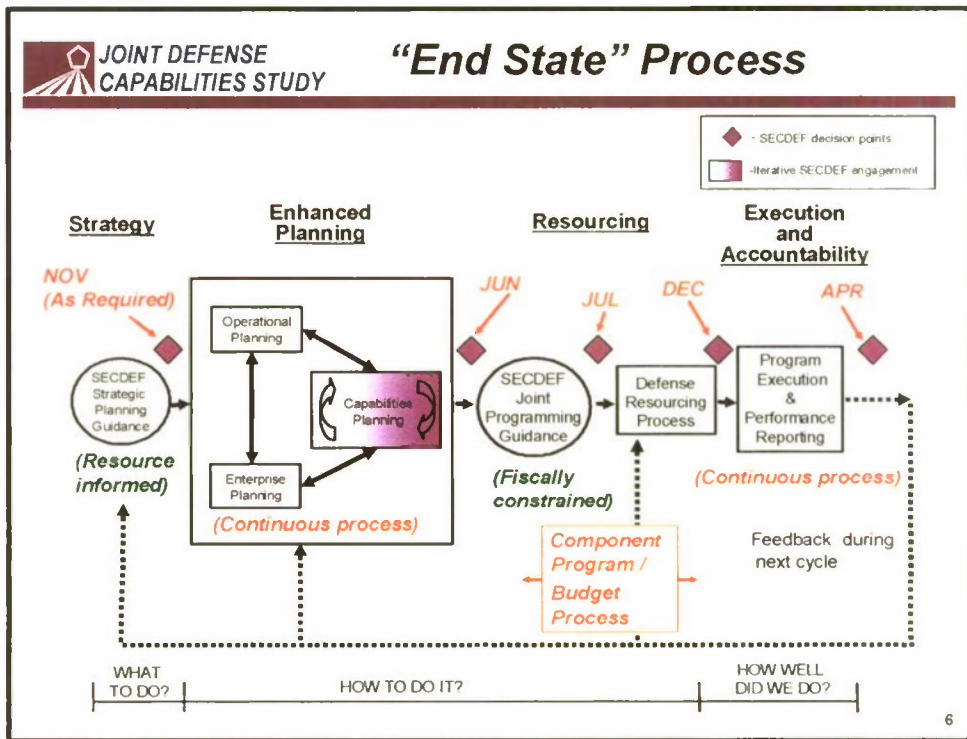 JOINT DEFENSE
CAPABILITIES STUDY
"End State" Process
- SECDEF decision points
-Iterative SECDEF engagement
Strategy
Enhanced
Planning
Resourcing
Execution
and
Accountability
NOV
(As Required)
JUN
JUL
DEC
APR
Operational
Planning
SECDEF
Strategic
Planning
Guidance
Capabilities
Planning
Enterprise
Planning
SECDEF
Joint
Programming
Guidance
Defense
Resourcing
Process
Program
Execution
&
Performance
Reporting
(Resource
informed)
(Continuous process)
(Fiscally
constrained)
(Continuous process)
Component
Program /
Budget
Process
Feedback during
next cycle
WHAT
TO DO?
HOW TO DO IT?
HOW WELL
DID WE DO?
6